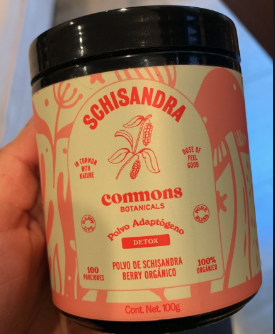 SCHISANDRA
IN COMMON
WITH
NATURE
DOSE OF
FEEL
GOOD
commons
BOTANICALS
Polvo Adaptógeno
DETOX
100
PORCIONES
POLVO DE SCHISANDRA
BERRY ORGÁNICO
100%
ORGÁNICO
Cont. Net. 100g